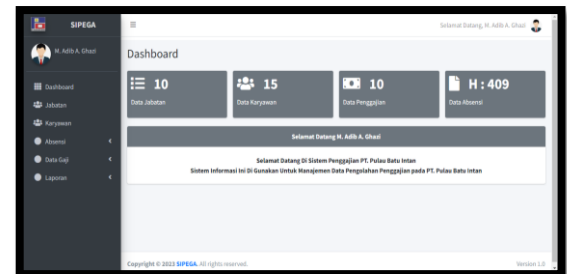 SIPEGA
Selamat Datang, M. Adib A. Ghazi
M. Adib A. Ghazi
Dashboard
Dashboard
Jabatan
Karyawan
Absensi
Data Gaji
Laporan
10
Data Jabatan
15
Data Karyawan
10
Data Penggajian
H : 409
Data Absensi
Selamat Datang M. Adib A. Ghazi
Selamat Datang Di Sistem Penggajian PT. Pulau Batu Intan
Sistem Informasi Ini Di Gunakan Untuk Manajemen Data Pengolahan Penggajian pada PT. Pulau Batu Intan
Copyright © 2023 SIPEGA. All rights reserved.
Version 1.0